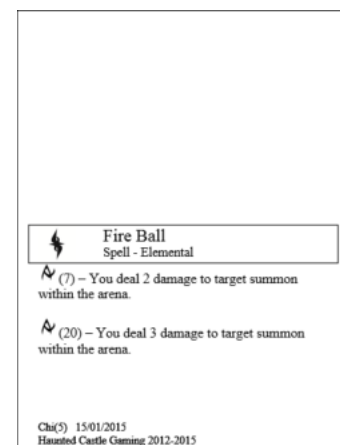 Fire Ball
Spell - Elemental
(7) – You deal 2 damage to target summon
within the arena.
(20) – You deal 3 damage to target summon
within the arena.
Chi(5) 15/01/2015
Haunted Castle Gaming 2012-2015